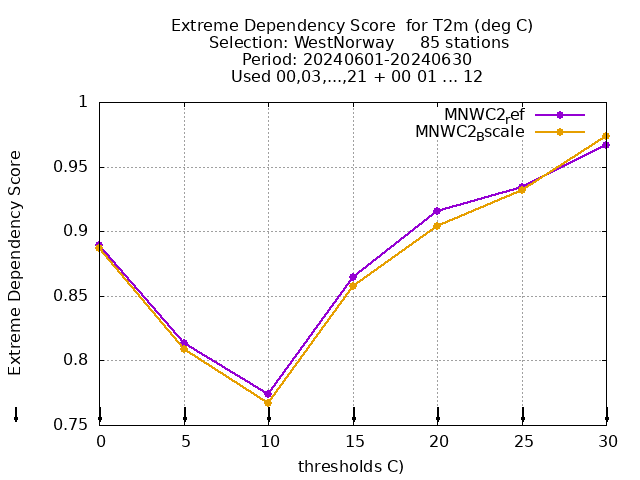 Extreme Dependency Score  for T2m (deg C)
Selection: WestNorway     85 stations
Period: 20240601-20240630
Used 00,03,...,21 + 00 01 ... 12
MNWC2ref
MNWC2Bscale
Extreme Dependency Score
1
0.95
0.9
0.85
0.8
0.75
0 5 10 15 20 25 30
thresholds C)